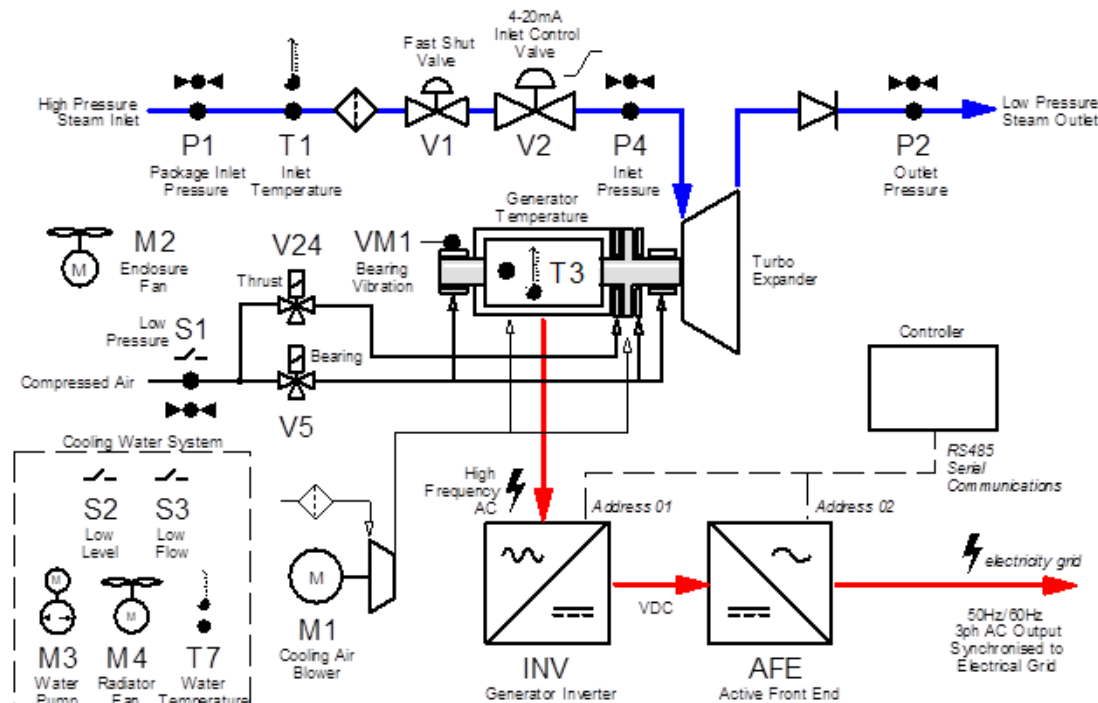 4-20mA
Inlet Control
Valve
Fast Shut
Valve
High Pressure
Steam Inlet
Low Pressure
Steam Outlet
P1
Package Inlet
Pressure
T1
Inlet
Temperature
V1
V2
P4
Inlet
Pressure
P2
Outlet
Pressure
Generator
Temperature
M
M2
Enclosure
Fan
V24
Thrust
VM1
Bearing
Vibration
T3
Turbo
Expander
Low
Pressure
S1
Bearing
Compressed Air
V5
Controller
Cooling Water System
S2
Low
Level
S3
Low
Flow
M
M3
Water
Pump
M
M4
Radiator
Fan
T7
Water
Temperature
M
M1
Cooling Air
Blower
High
Frequency
AC
Address 01
Address 02
RS485
Serial
Communications
INV
Generator Inverter
VDC
AFE
Active Front End
electricity grid
50Hz/60Hz
3ph AC Output
Synchronised to
Electrical Grid